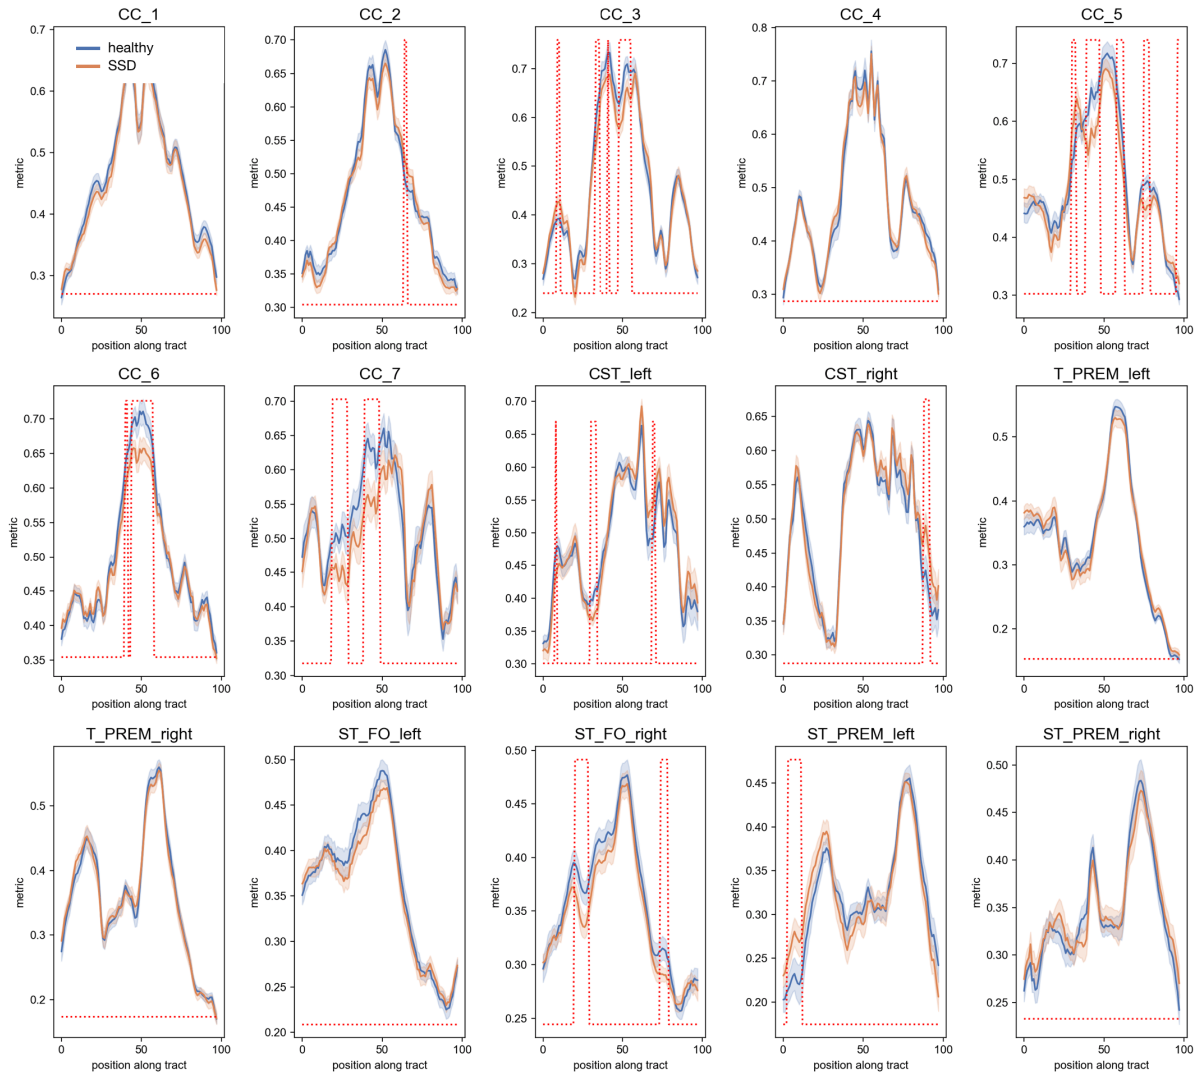 CC_1
CC_2
CC_3
CC_4
CC_5
metric
0.7
0.5
0.4
0.3
healthy
SSD
0 50 100
position along tract
metric
0.70
0.65
0.60
0.55
0.50
0.45
0.40
0.35
0.30
0 50 100
position along tract
metric
0.7
0.6
0.5
0.4
0.3
0.2
0 50 100
position along tract
metric
0.8
0.7
0.6
0.5
0.4
0.3
0 50 100
position along tract
metric
0.7
0.6
0.5
0.4
0.3
0 50 100
position along tract
CC_6
CC_7
CST_left
CST_right
T_PREM_left
metric
0.70
0.65
0.60
0.55
0.50
0.45
0.40
0.35
0 50 100
position along tract
metric
0.70
0.65
0.60
0.55
0.50
0.45
0.40
0.35
0.30
0 50 100
position along tract
metric
0.70
0.65
0.60
0.55
0.50
0.45
0.40
0.35
0.30
0 50 100
position along tract
metric
0.65
0.60
0.55
0.50
0.45
0.40
0.35
0.30
0 50 100
position along tract
metric
0.5
0.4
0.3
0.2
0 50 100
position along tract
T_PREM_right
ST_FO_left
ST_FO_right
ST_PREM_left
ST_PREM_right
metric
0.5
0.4
0.3
0.2
0 50 100
position along tract
metric
0.50
0.45
0.40
0.35
0.30
0.25
0.20
0 50 100
position along tract
metric
0.50
0.45
0.40
0.35
0.30
0.25
0 50 100
position along tract
metric
0.45
0.40
0.35
0.30
0.25
0.20
0 50 100
position along tract
metric
0.50
0.45
0.40
0.35
0.30
0.25
0 50 100
position along tract